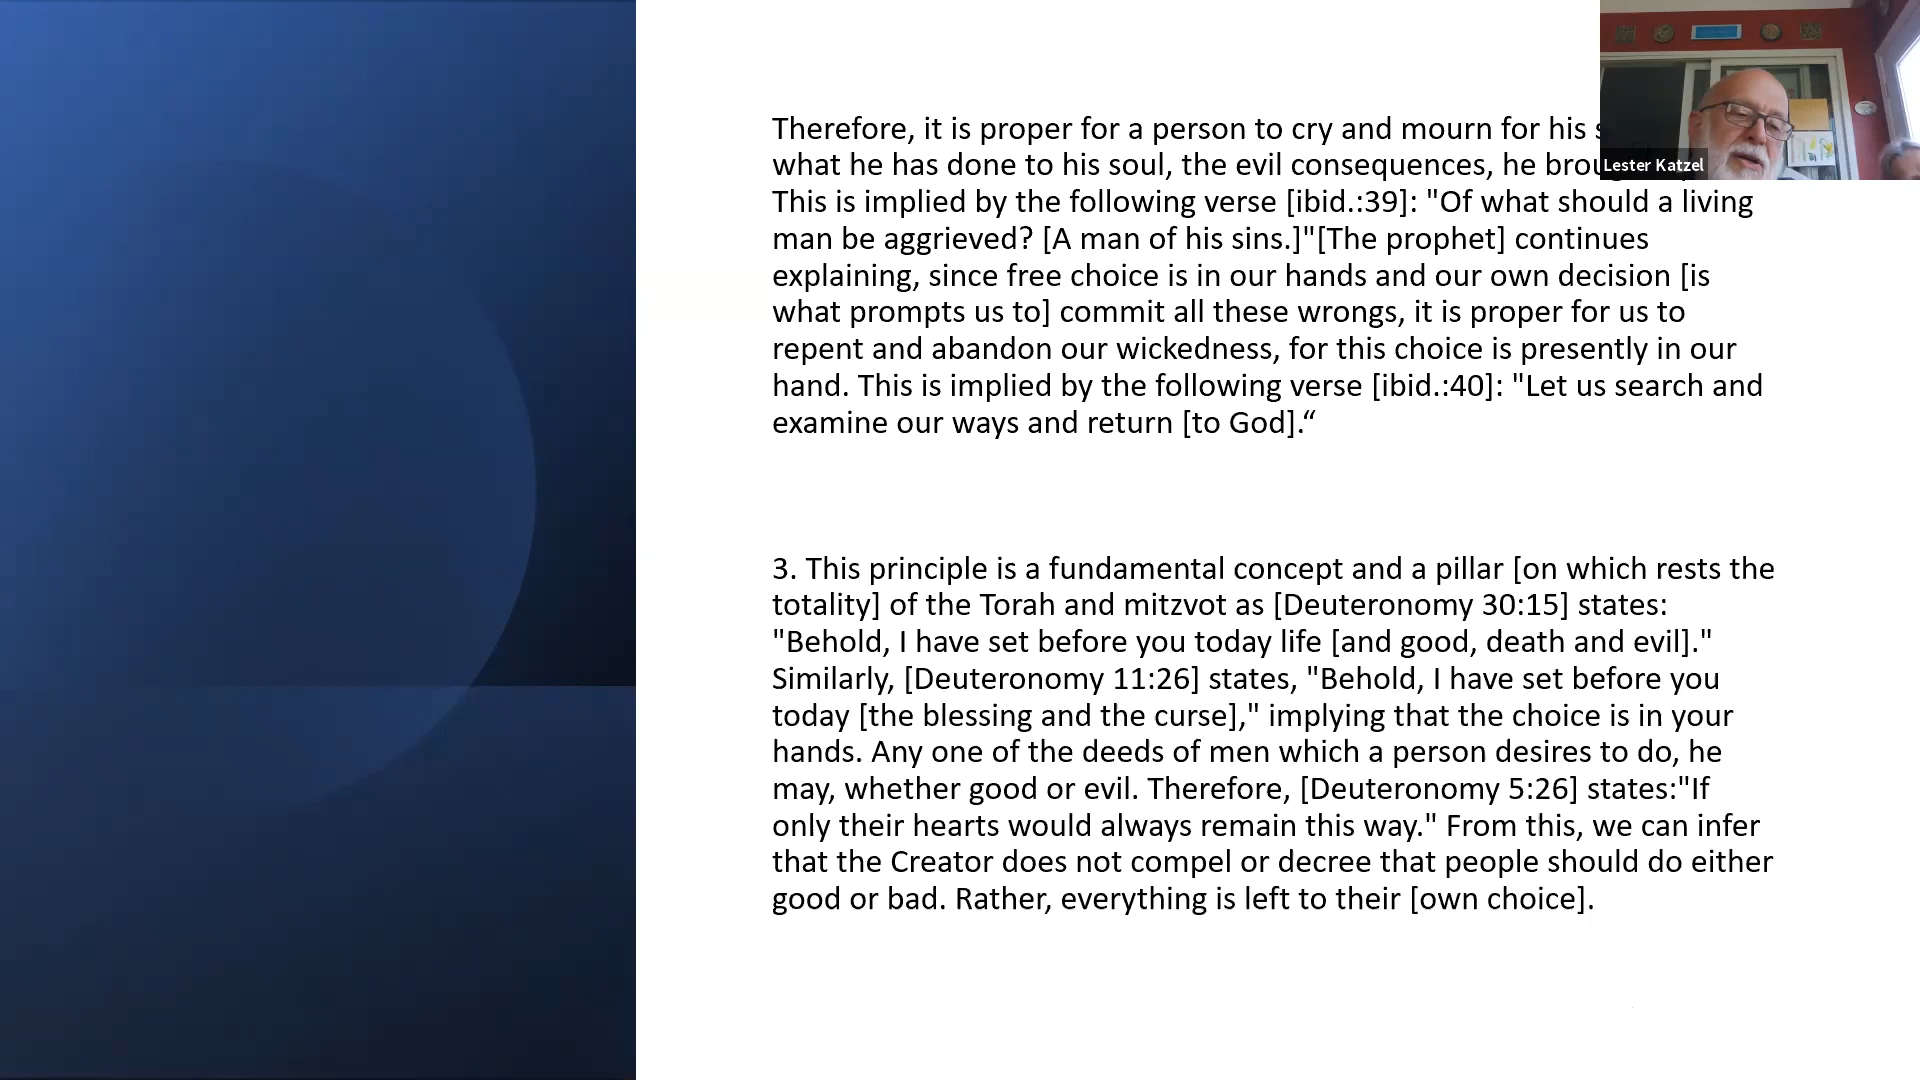 Therefore, it is proper for a person to cry and mourn for his
what he has done to his soul, the evil consequences, he
This is implied by the following verse [ibid.:39]: "Of what should a living
man be aggrieved? [A man of his sins.]"[The prophet] continues
explaining, since free choice is in our hands and our own decision [is
what prompts us to] commit all these wrongs, it is proper for us to
repent and abandon our wickedness, for this choice is presently in our
hand. This is implied by the following verse [ibid.:40]: "Let us search and
examine our ways and return [to God].“
3. This principle is a fundamental concept and a pillar [on which rests the
totality] of the Torah and mitzvot as [Deuteronomy 30:15] states:
"Behold, I have set before you today life [and good, death and evil]."
Similarly, [Deuteronomy 11:26] states, "Behold, I have set before you
today [the blessing and the curse]," implying that the choice is in your
hands. Any one of the deeds of men which a person desires to do, he
may, whether good or evil. Therefore, [Deuteronomy 5:26] states:"If
only their hearts would always remain this way." From this, we can infer
that the Creator does not compel or decree that people should do either
good or bad. Rather, everything is left to their [own choice].
Lester Katzel